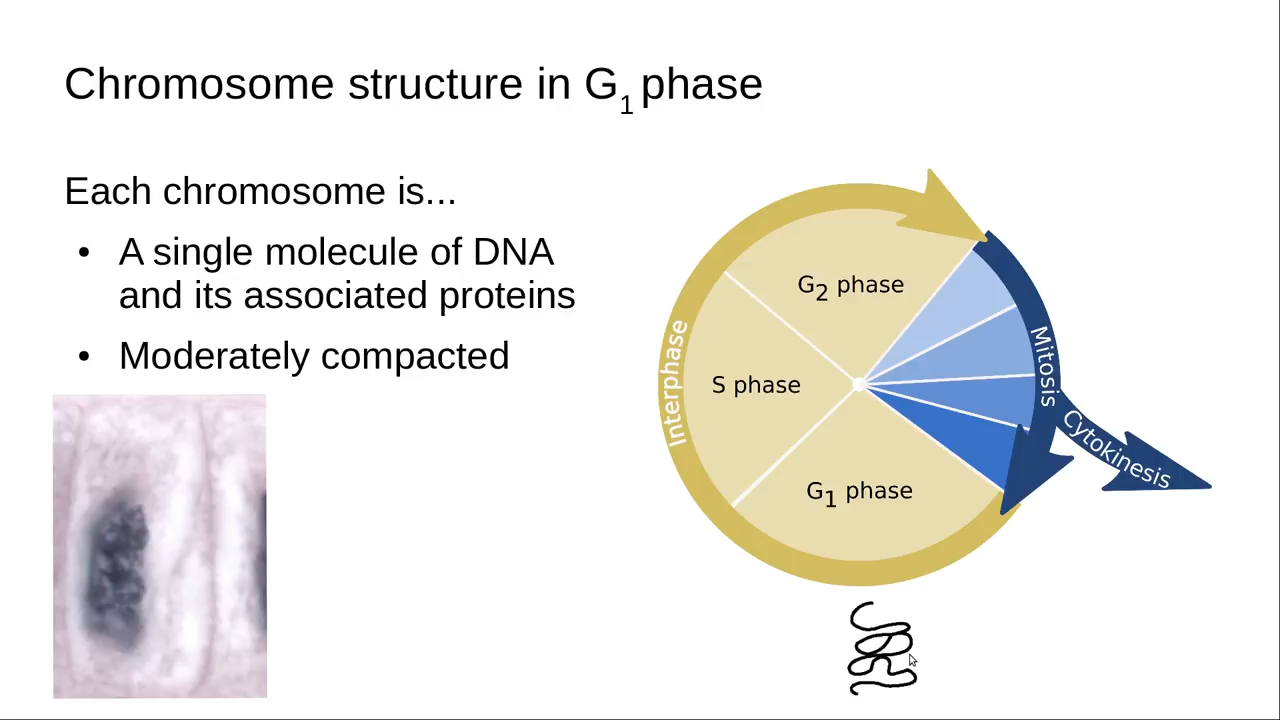 Chromosome structure in G₁ phase
Each chromosome is...
• A single molecule of DNA
and its associated proteins
• Moderately compacted
G₂ phase
S phase
G₁ phase
Interphase
Mitosis
Cytokinesis